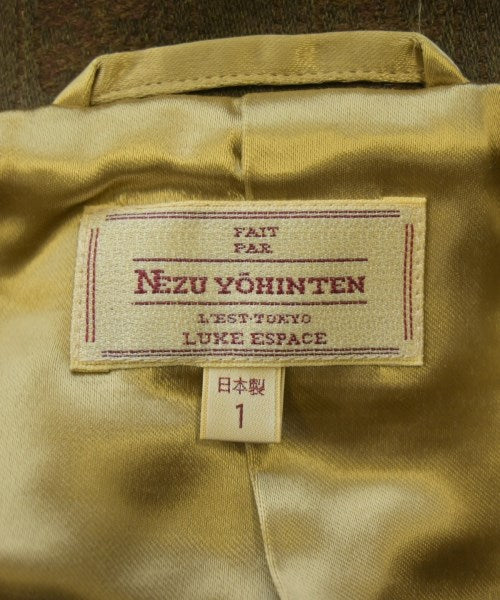 FAIT
PAR
NEZU YŌHINTEN
L'EST·TOKYO
LUKE ESPACE
日本製
1